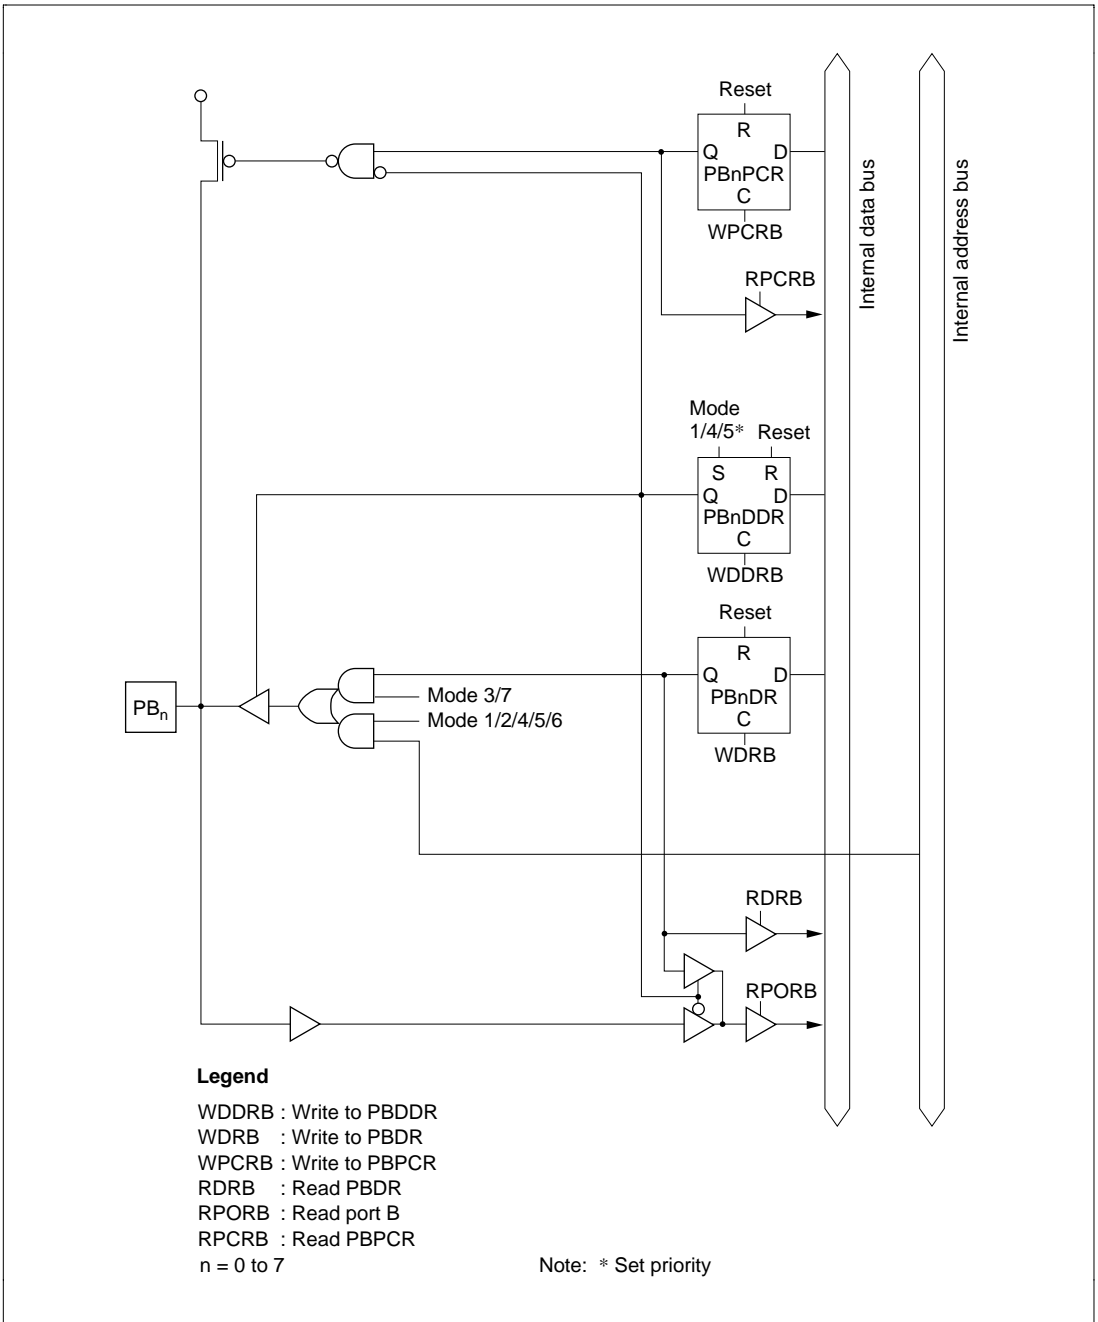 Reset
R
Q D
PBnPCR
C
WPCRB
RPCRB
Internal data bus
Internal address bus
Mode
1/4/5* Reset
S R
Q D
PBnDDR
C
WDDRB
Reset
R
Q D
PBnDR
C
WDRB
PBn
Mode 3/7
Mode 1/2/4/5/6
RDRB
RPORB
Legend
WDDRB : Write to PBDDR
WDRB : Write to PBDR
WPCRB : Write to PBPCR
RDRB : Read PBDR
RPORB : Read port B
RPCRB : Read PBPCR
n = 0 to 7
Note: * Set priority